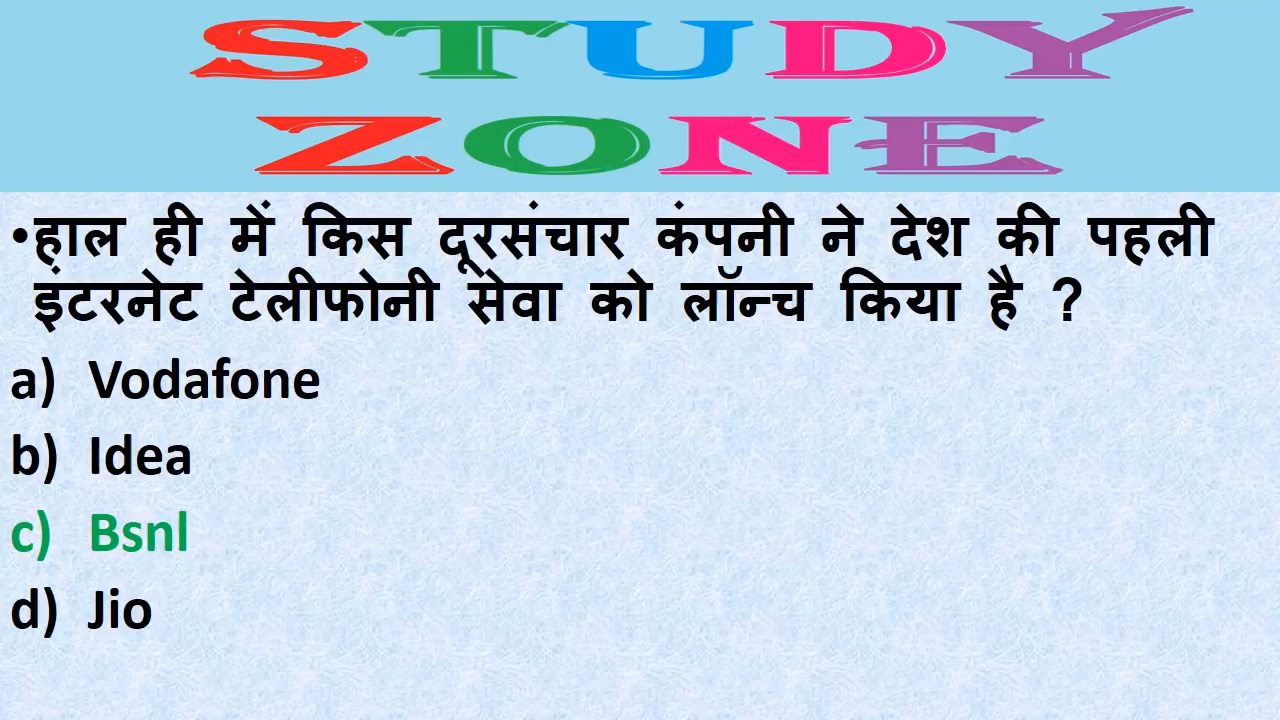 STUDY
ZONE
•हाल ही में किस दूरसंचार कंपनी ने देश की पहली
इंटरनेट टेलीफोनी सेवा को लॉन्च किया है ?
a) Vodafone
b) Idea
c) Bsnl
d) Jio